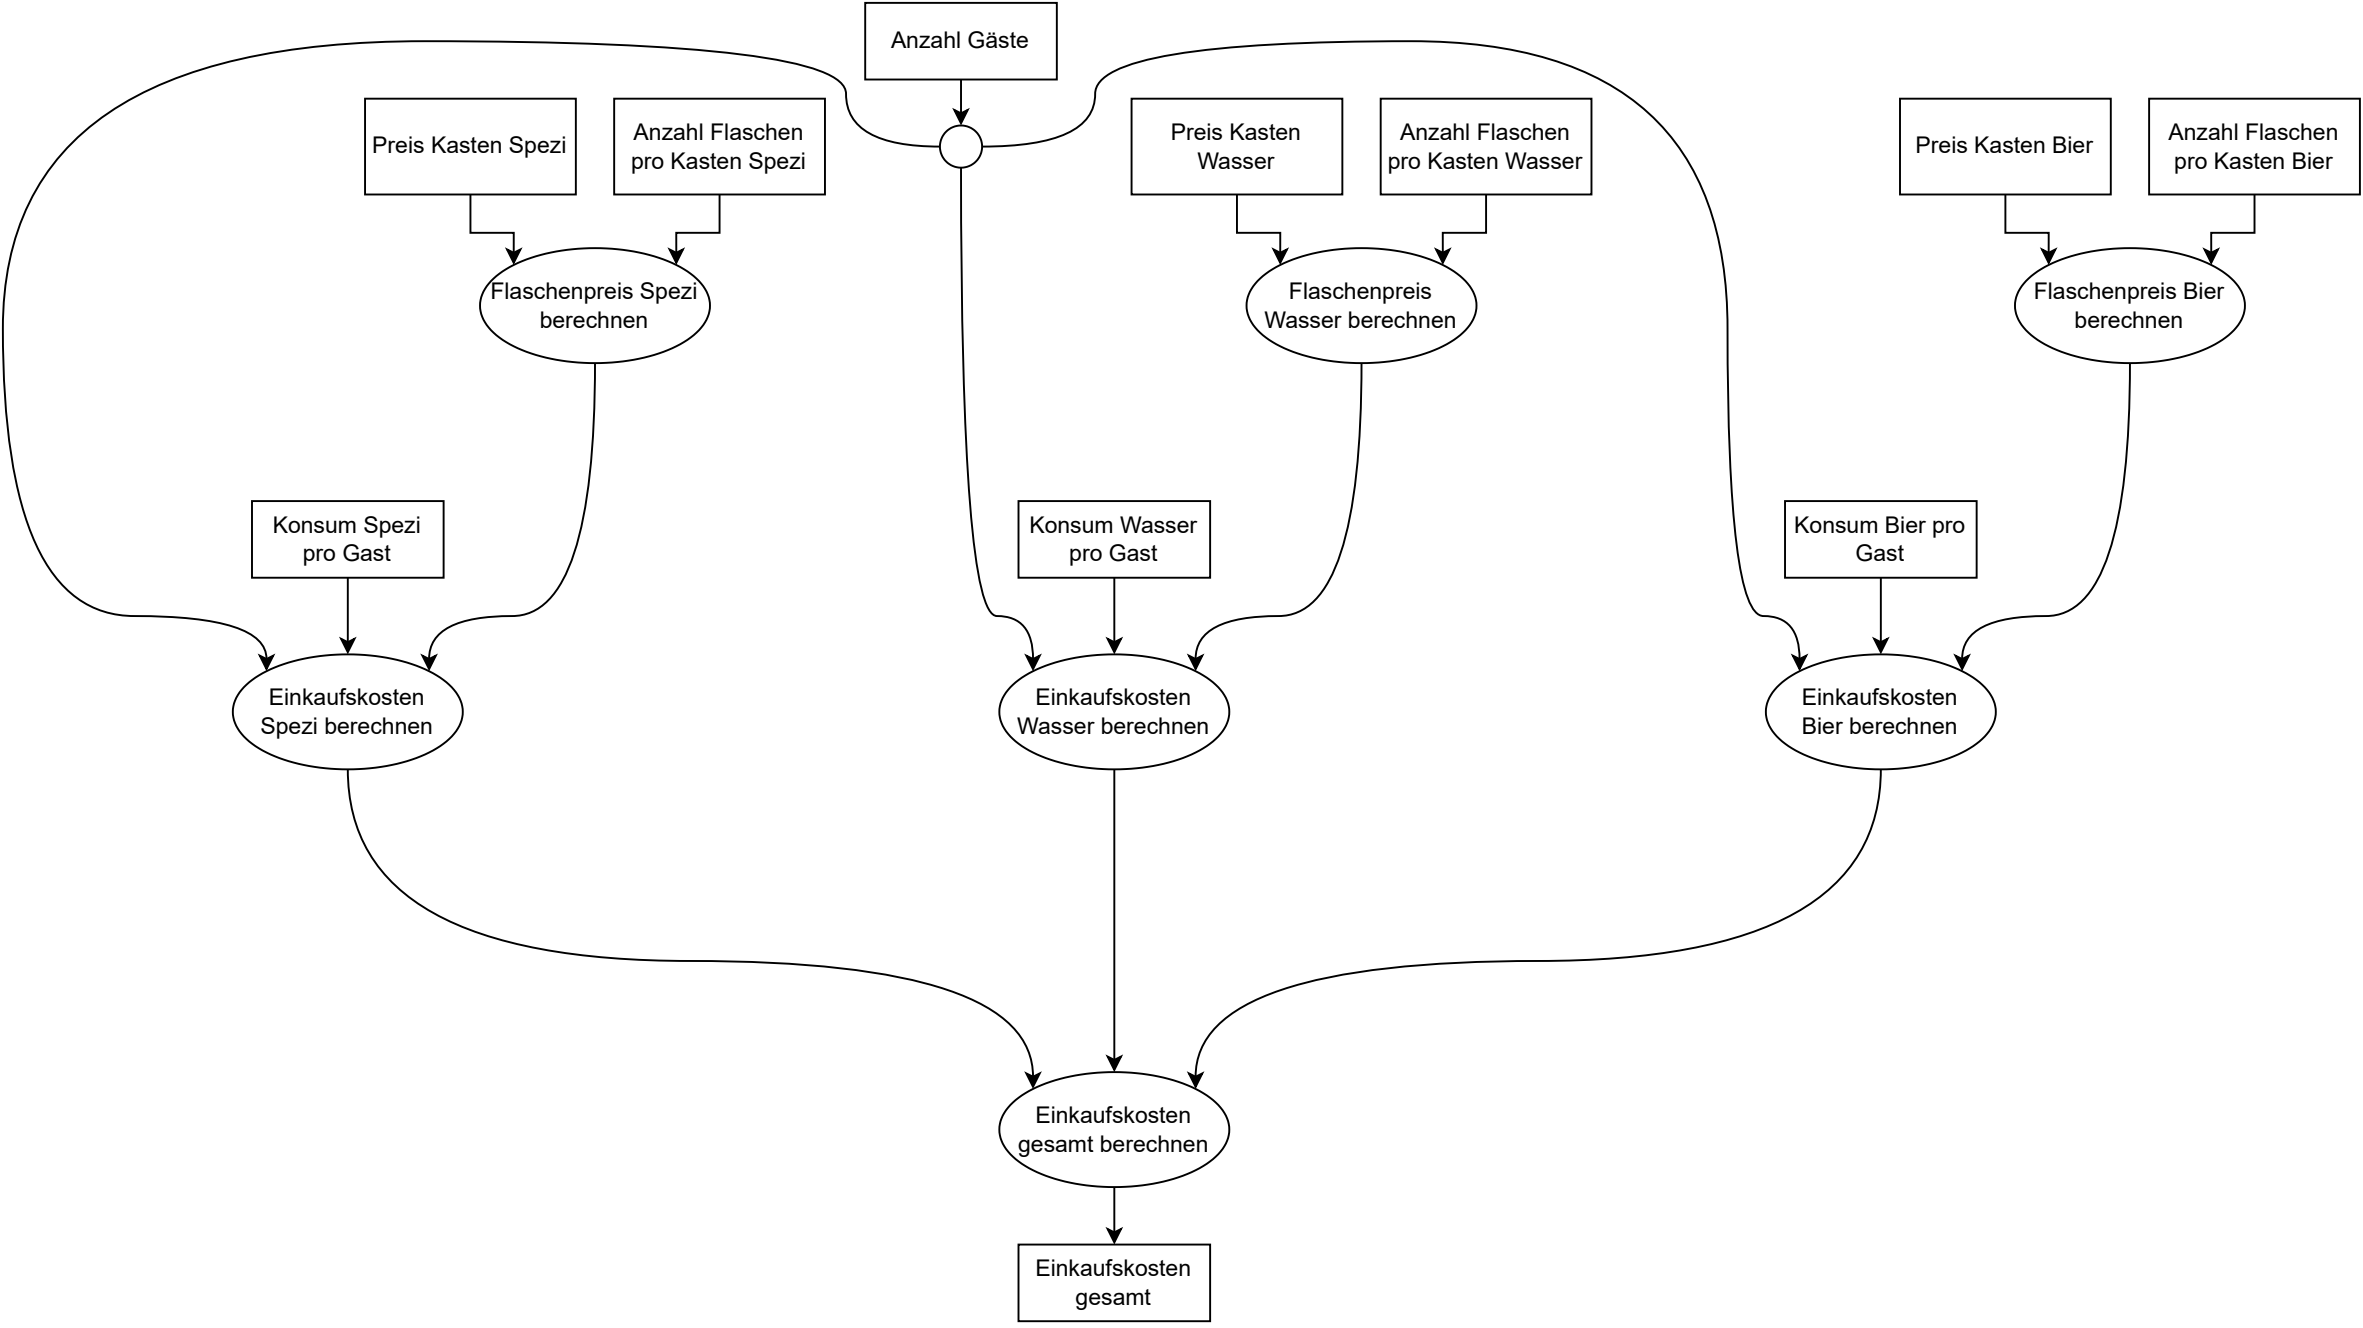 Anzahl Gäste
Preis Kasten Spezi
Anzahl Flaschen
pro Kasten Spezi
Preis Kasten
Wasser
Anzahl Flaschen
pro Kasten Wasser
Preis Kasten Bier
Anzahl Flaschen
pro Kasten Bier
Flaschenpreis Spezi
berechnen
Flaschenpreis
Wasser berechnen
Flaschenpreis Bier
berechnen
Konsum Spezi
pro Gast
Konsum Wasser
pro Gast
Konsum Bier pro
Gast
Einkaufskosten
Spezi berechnen
Einkaufskosten
Wasser berechnen
Einkaufskosten
Bier berechnen
Einkaufskosten
gesamt berechnen
Einkaufskosten
gesamt